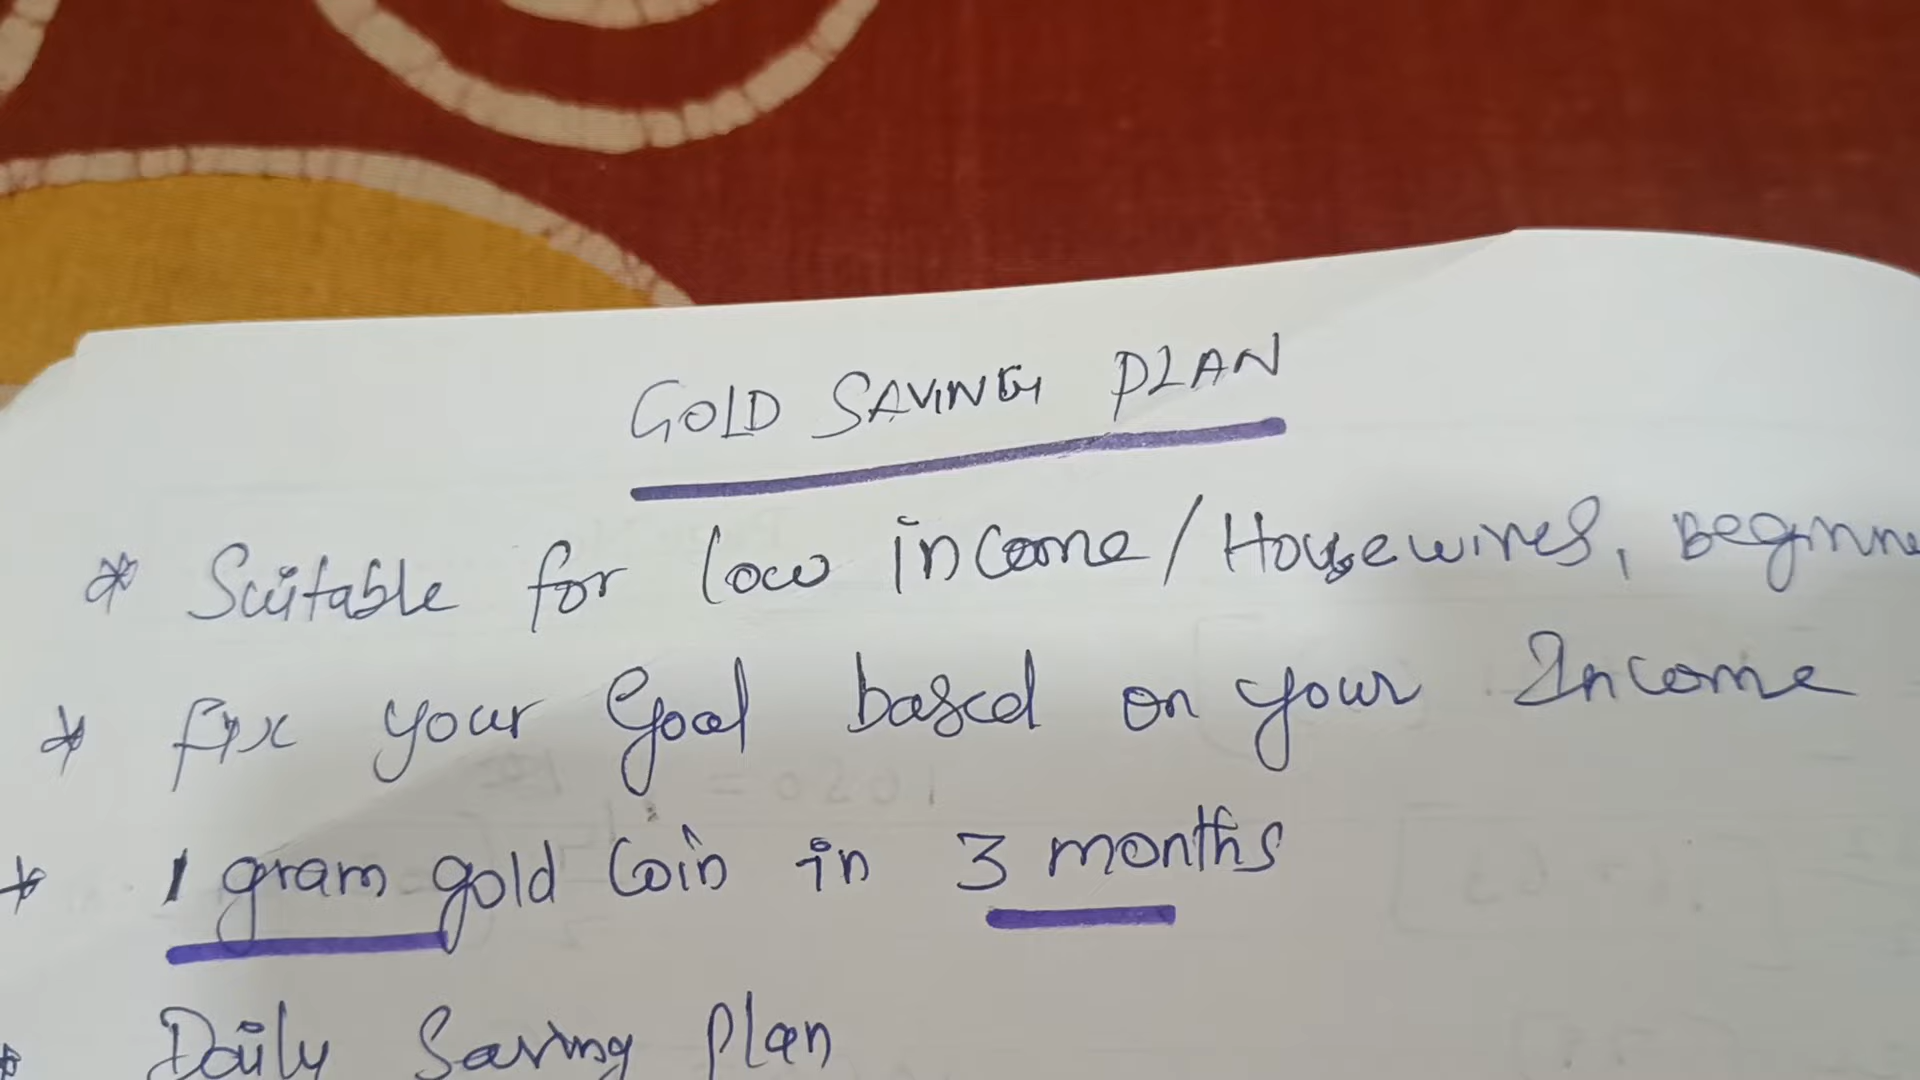 GOLD SAVING PLAN
* Suitable for low income/Housewives, Beginne
* fix your Goal based on your Income
* 1 gram gold Coin in 3 months
* Daily Saving Plan